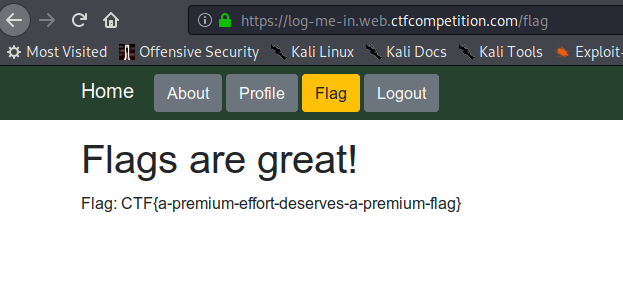 https://log-me-in.web.ctfcompetition.com/flag
Most Visited Offensive Security Kali Linux Kali Docs Kali Tools Exploit-
Home About Profile Flag Logout
Flags are great!
Flag: CTF{a-premium-effort-deserves-a-premium-flag}